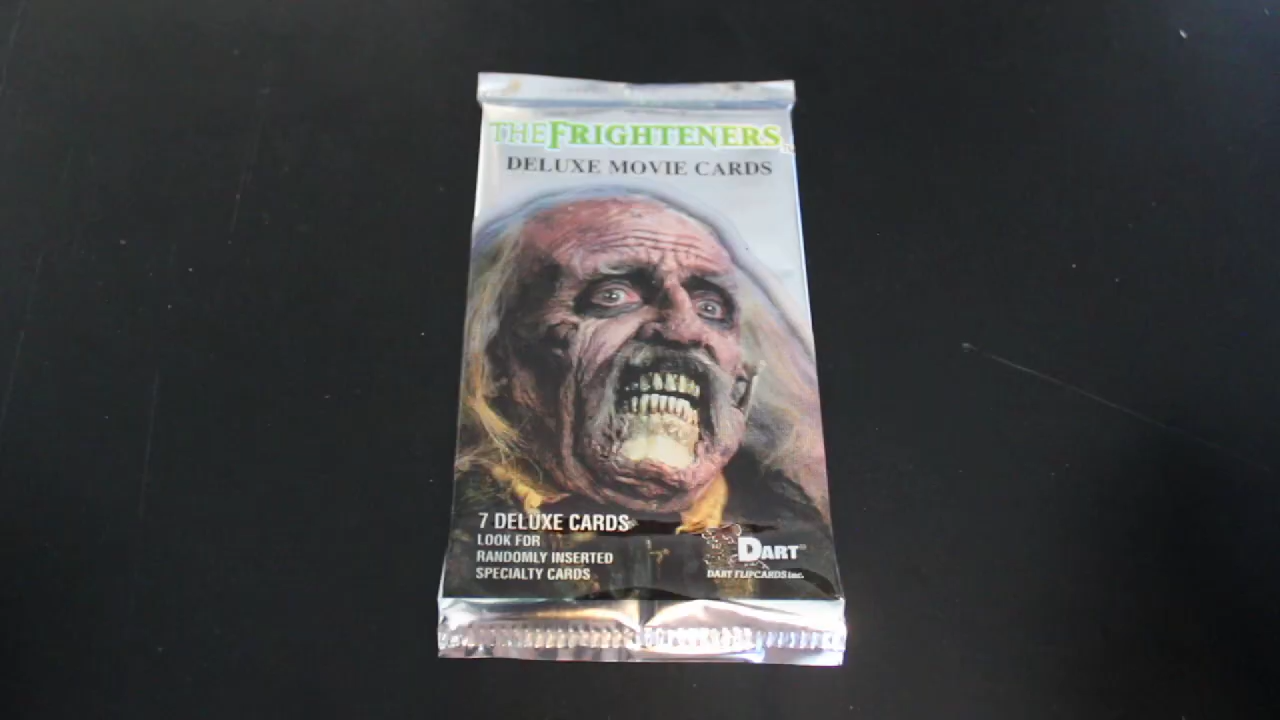 THE FRIGHTENERS
DELUXE MOVIE CARDS
7 DELUXE CARDS
LOOK FOR
RANDOMLY INSERTED
SPECIALTY CARDS
DART
DART FLIPCARDS Inc.